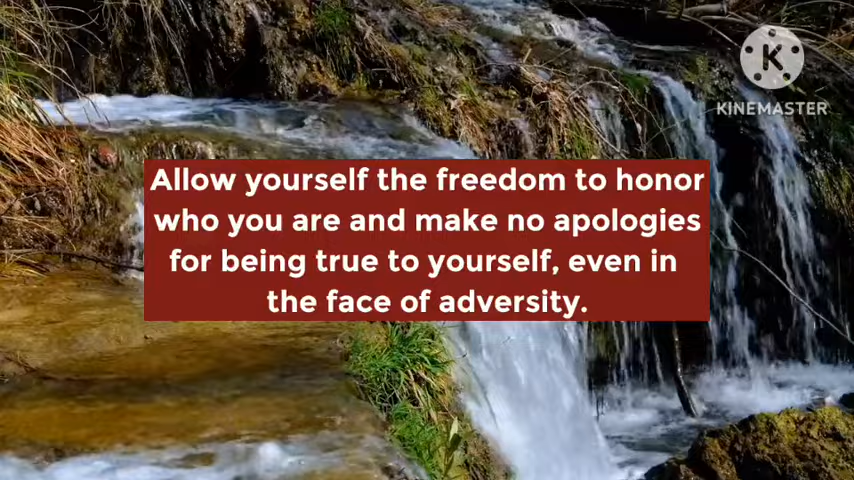 K
KINEMASTER
Allow yourself the freedom to honor
who you are and make no apologies
for being true to yourself, even in
the face of adversity.